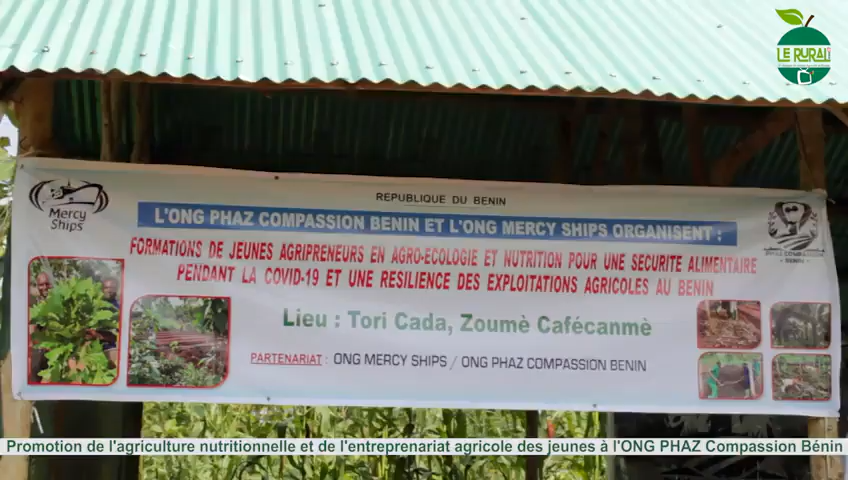 LE RURAL
REPUBLIQUE DU BENIN
Mercy
Ships
L'ONG PHAZ COMPASSION BENIN ET L'ONG MERCY SHIPS ORGANISENT :
FORMATIONS DE JEUNES AGRIPRENEURS EN AGRO-ECOLOGIE ET NUTRITION POUR UNE SECURITE ALIMENTAIRE
PENDANT LA COVID-19 ET UNE RESILIENCE DES EXPLOITATIONS AGRICOLES AU BENIN
PHAZ COMPASSION
BENIN
Lieu : Tori Cada, Zoumè Cafécanmè
PARTENARIAT : ONG MERCY SHIPS / ONG PHAZ COMPASSION BENIN
Promotion de l'agriculture nutritionnelle et de l'entreprenariat agricole des jeunes à l'ONG PHAZ Compassion Bénin